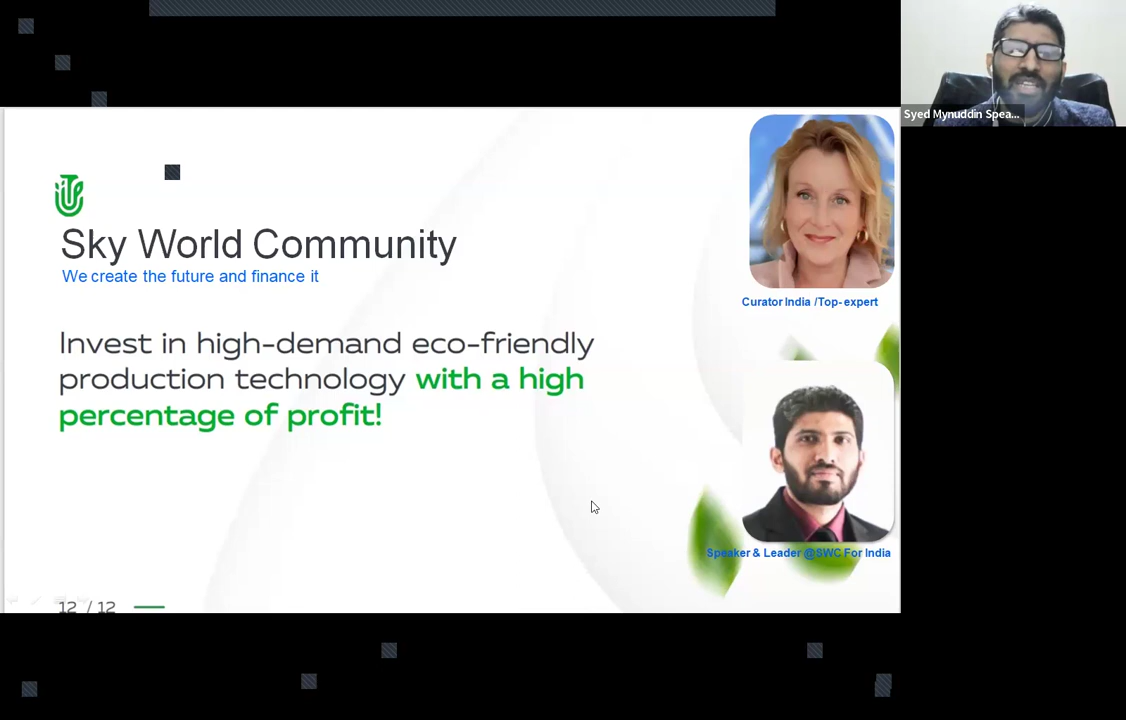 Syed Mynuddin Spea...
Sky World Community
We create the future and finance it
Curator India /Top-expert
Invest in high-demand eco-friendly
production technology with a high
percentage of profit!
Speaker & Leader @SWC For India
12 / 12